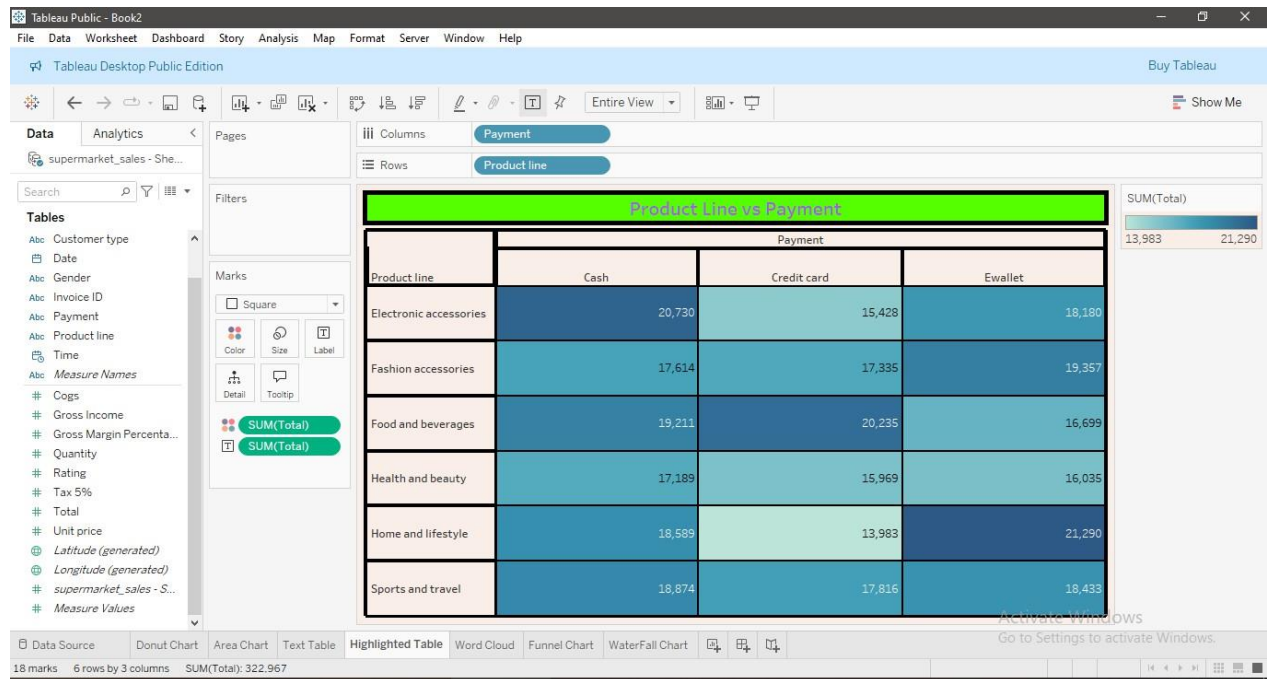 Tableau Public - Book2
File Data Worksheet Dashboard Story Analysis Map Format Server Window Help
Tableau Desktop Public Edition
Buy Tableau
Entire View
Show Me
Data Analytics
supermarket_sales - She...
Search
Tables
Abc Customer type
Date
Abc Gender
Abc Invoice ID
Abc Payment
Abc Product line
Time
Abc Measure Names
# Cogs
# Gross Income
# Gross Margin Percenta...
# Quantity
# Rating
# Tax 5%
# Total
# Unit price
Latitude (generated)
Longitude (generated)
# supermarket_sales - S...
# Measure Values
Pages
Filters
Marks
Square
Color Size Label
Detail Tooltip
SUM(Total)
T SUM(Total)
iii Columns Payment
Rows Product line
Product Line vs Payment
Payment
Product line Cash Credit card Ewallet
Electronic accessories 20,730 15,428 18,180
Fashion accessories 17,614 17,335 19,357
Food and beverages 19,211 20,235 16,699
Health and beauty 17,189 15,969 16,035
Home and lifestyle 18,589 13,983 21,290
Sports and travel 18,874 17,816 18,433
SUM(Total)
13,983 21,290
Activate Windows
Go to Settings to activate Windows.
Data Source Donut Chart Area Chart Text Table Highlighted Table Word Cloud Funnel Chart WaterFall Chart
18 marks 6 rows by 3 columns SUM(Total): 322,967